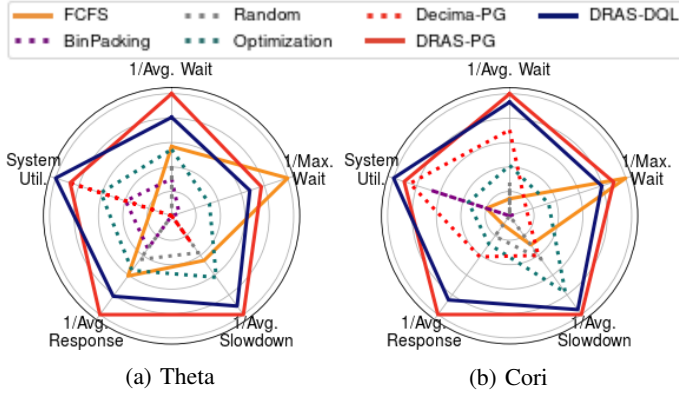 FCFS Random Decima-PG DRAS-DQL
BinPacking Optimization DRAS-PG
1/Avg. Wait 1/Avg. Wait
System Util. 1/Max. Wait System Util. 1/Max. Wait
1/Avg. Response 1/Avg. Slowdown 1/Avg. Response 1/Avg. Slowdown
(a) Theta (b) Cori